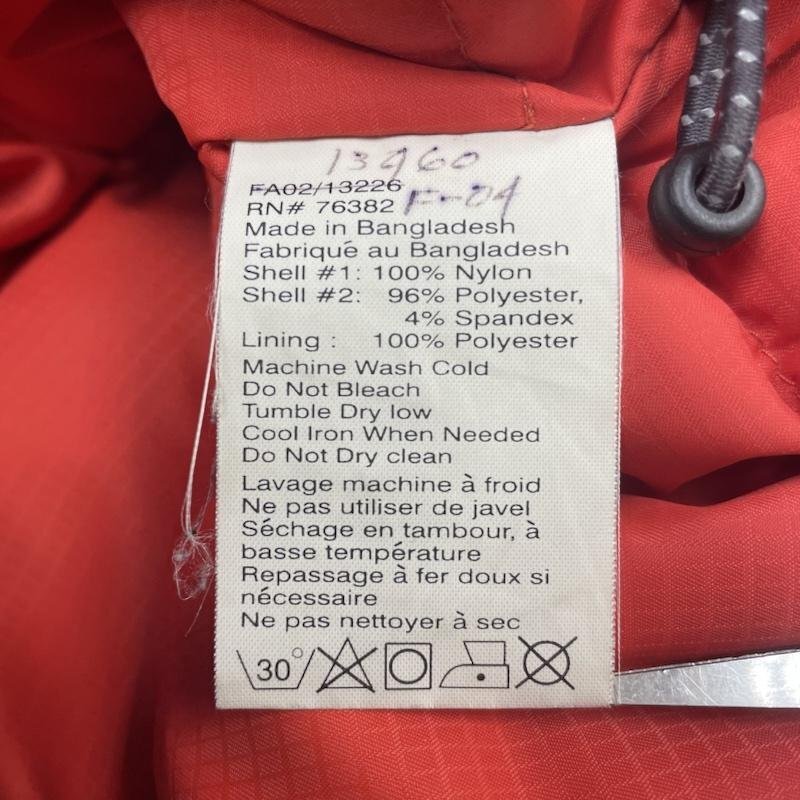 13960
FA02/13226
RN# 76382 F-04
Made in Bangladesh
Fabriqué au Bangladesh
Shell #1: 100% Nylon
Shell #2: 96% Polyester,
4% Spandex
Lining : 100% Polyester
Machine Wash Cold
Do Not Bleach
Tumble Dry low
Cool Iron When Needed
Do Not Dry clean
Lavage machine à froid
Ne pas utiliser de javel
Séchage en tambour, à
basse température
Repassage à fer doux si
nécessaire
Ne pas nettoyer à sec
30°